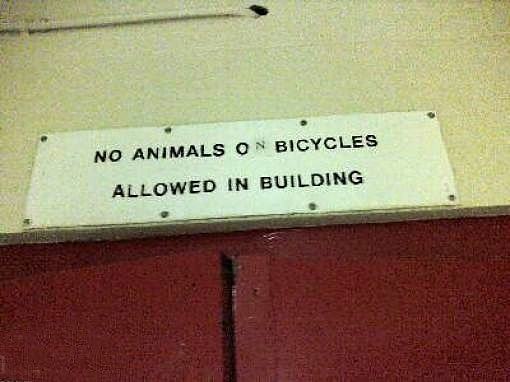 NO ANIMALS ON BICYCLES
ALLOWED IN BUILDING